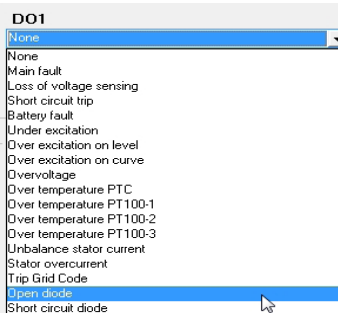 DO1
None
None
Main fault
Loss of voltage sensing
Short circuit trip
Battery fault
Under excitation
Over excitation on level
Over excitation on curve
Overvoltage
Over temperature PTC
Over temperature PT100-1
Over temperature PT100-2
Over temperature PT100-3
Unbalance stator current
Stator overcurrent
Trip Grid Code
Open diode
Short circuit diode